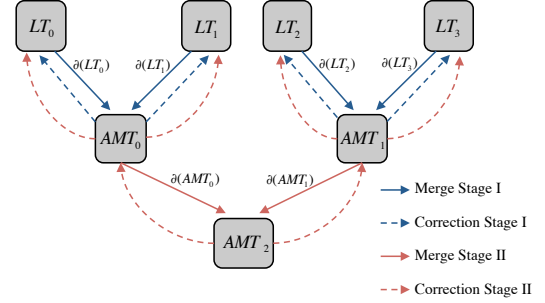 LT₀ LT₁ LT₂ LT₃
∂(LT₀) ∂(LT₁) ∂(LT₂) ∂(LT₃)
AMT₀ AMT₁
∂(AMT₀) ∂(AMT₁)
AMT₂
Merge Stage I
Correction Stage I
Merge Stage II
Correction Stage II